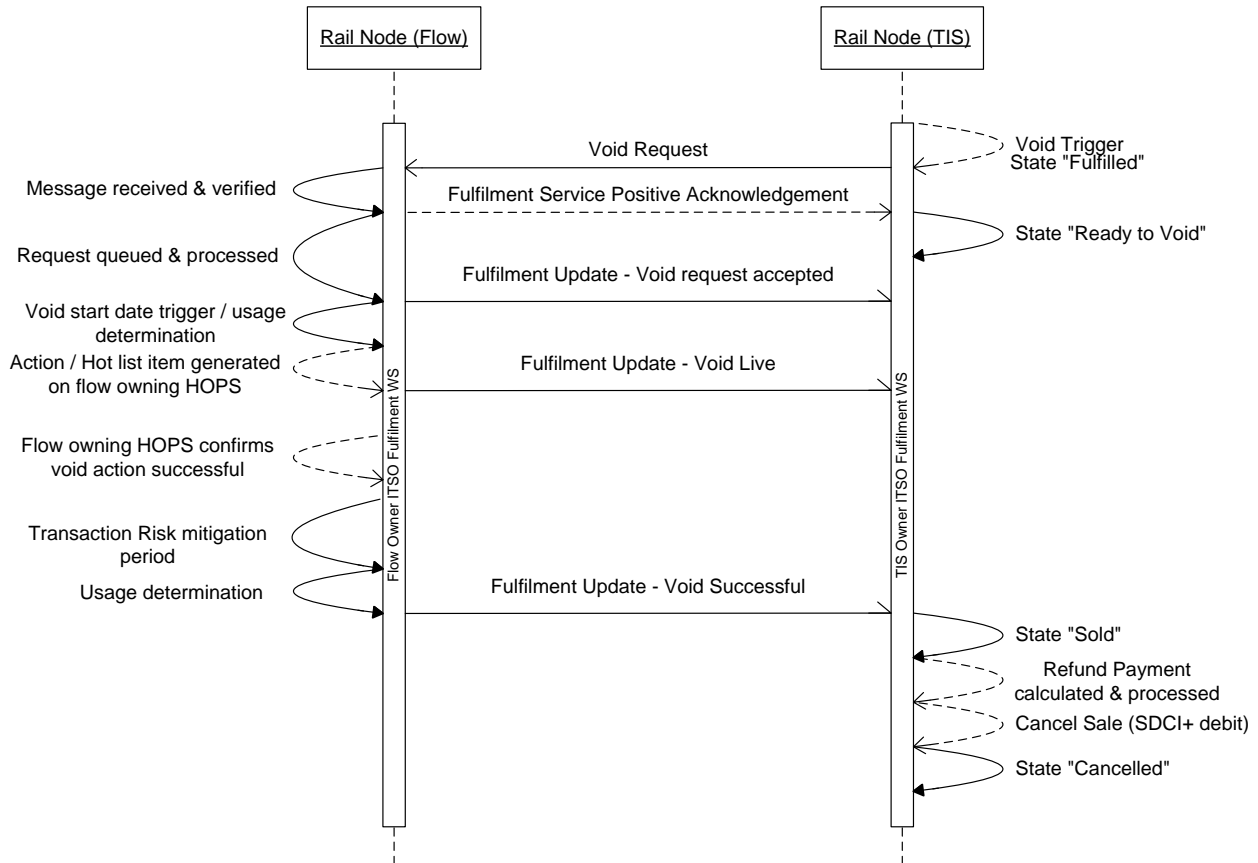 Rail Node (Flow)
Rail Node (TIS)
Void Request
Void Trigger
State "Fulfilled"
Message received & verified
Fulfilment Service Positive Acknowledgement
State "Ready to Void"
Request queued & processed
Fulfilment Update - Void request accepted
Void start date trigger / usage
determination
Action / Hot list item generated
on flow owning HOPS
Fulfilment Update - Void Live
Flow Owner ITSO Fulfilment WS
TIS Owner ITSO Fulfilment WS
Flow owning HOPS confirms
void action successful
Transaction Risk mitigation
period
Usage determination
Fulfilment Update - Void Successful
State "Sold"
Refund Payment
calculated & processed
Cancel Sale (SDCI+ debit)
State "Cancelled"